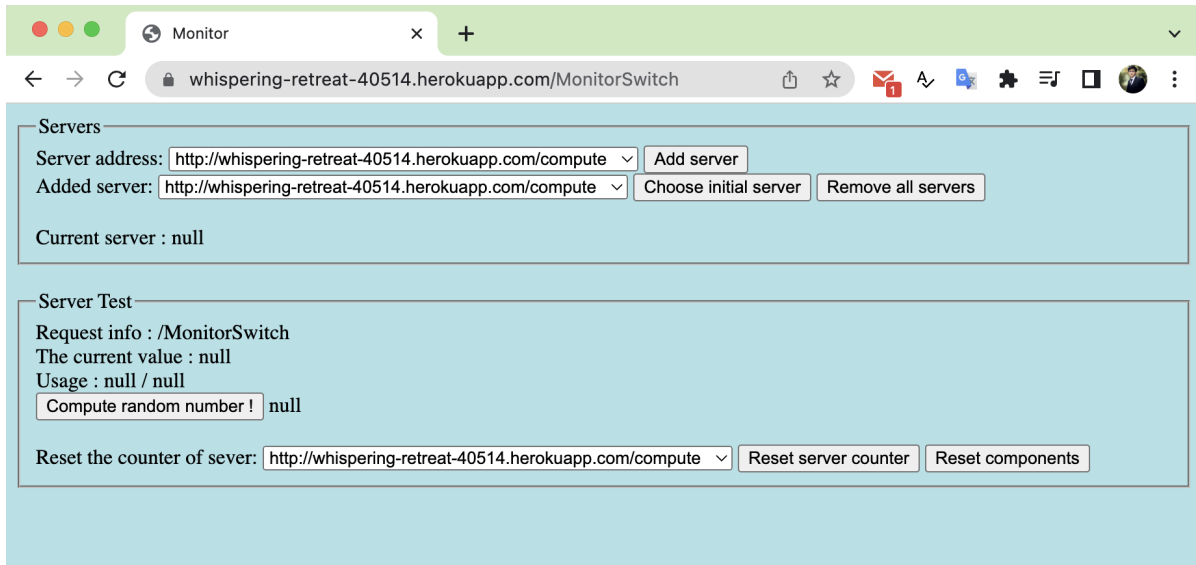 Monitor
whispering-retreat-40514.herokuapp.com/MonitorSwitch
1
Servers
Server address: http://whispering-retreat-40514.herokuapp.com/compute Add server
Added server: http://whispering-retreat-40514.herokuapp.com/compute Choose initial server Remove all servers
Current server : null
Server Test
Request info : /MonitorSwitch
The current value : null
Usage : null / null
Compute random number ! null
Reset the counter of sever: http://whispering-retreat-40514.herokuapp.com/compute Reset server counter Reset components